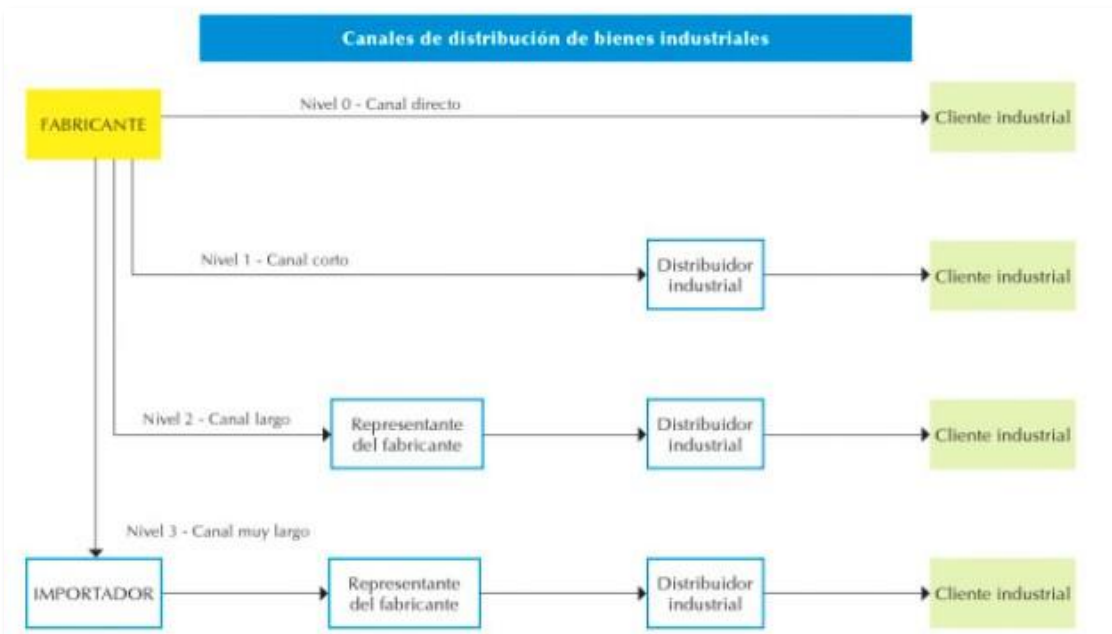 Canales de distribución de bienes industriales
Nivel 0 - Canal directo
FABRICANTE
Cliente industrial
Nivel 1 - Canal corto
Distribuidor
industrial
Cliente industrial
Nivel 2 - Canal largo
Representante
del fabricante
Distribuidor
industrial
Cliente industrial
Nivel 3 - Canal muy largo
IMPORTADOR
Representante
del fabricante
Distribuidor
industrial
Cliente industrial